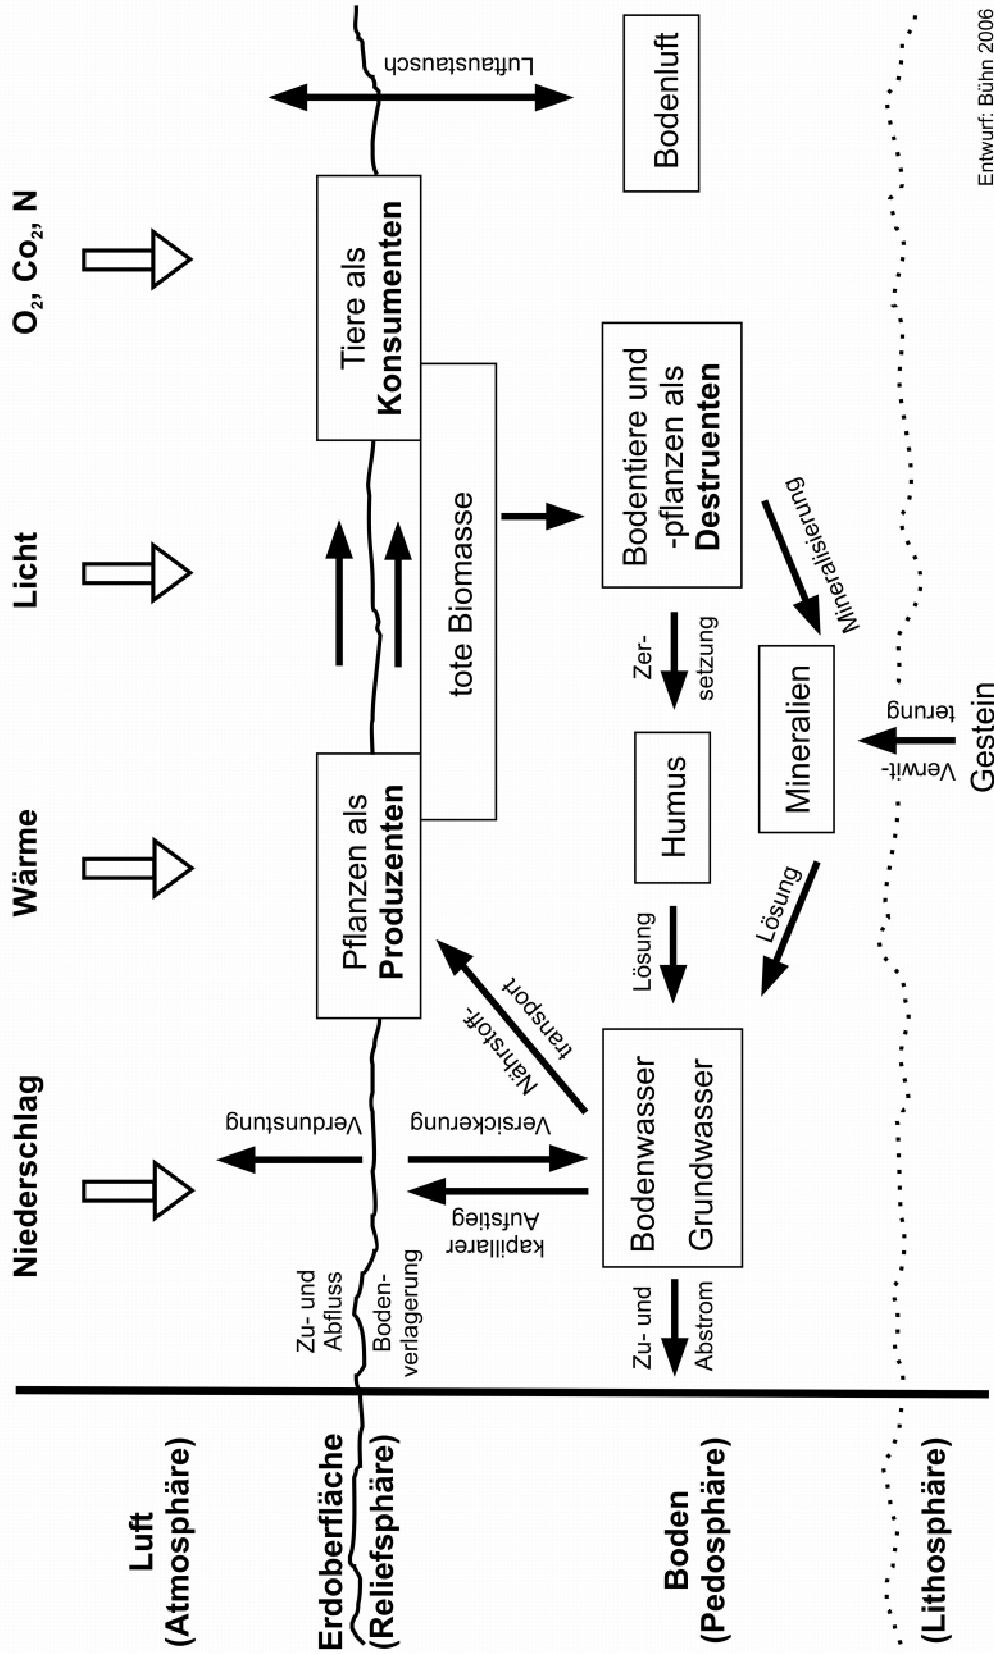 Niederschlag
Wärme
Licht
O₂, Co₂, N
Luft
(Atmosphäre)
Verdunstung
Luftaustausch
Erdoberfläche
(Reliefsphäre)
Zu- und
Abfluss
Boden-
verlagerung
Pflanzen als
Produzenten
Tiere als
Konsumenten
tote Biomasse
kapillarer
Aufstieg
Versickerung
Nährstoff-
transport
Boden
(Pedosphäre)
Zu- und
Abstrom
Bodenwasser
Grundwasser
Lösung
Humus
Zer-
setzung
Bodentiere und
-pflanzen als
Destruenten
Bodenluft
Lösung
Mineralien
Mineralisierung
Verwit-
terung
(Lithosphäre)
Gestein
Entwurf: Bühn 2006